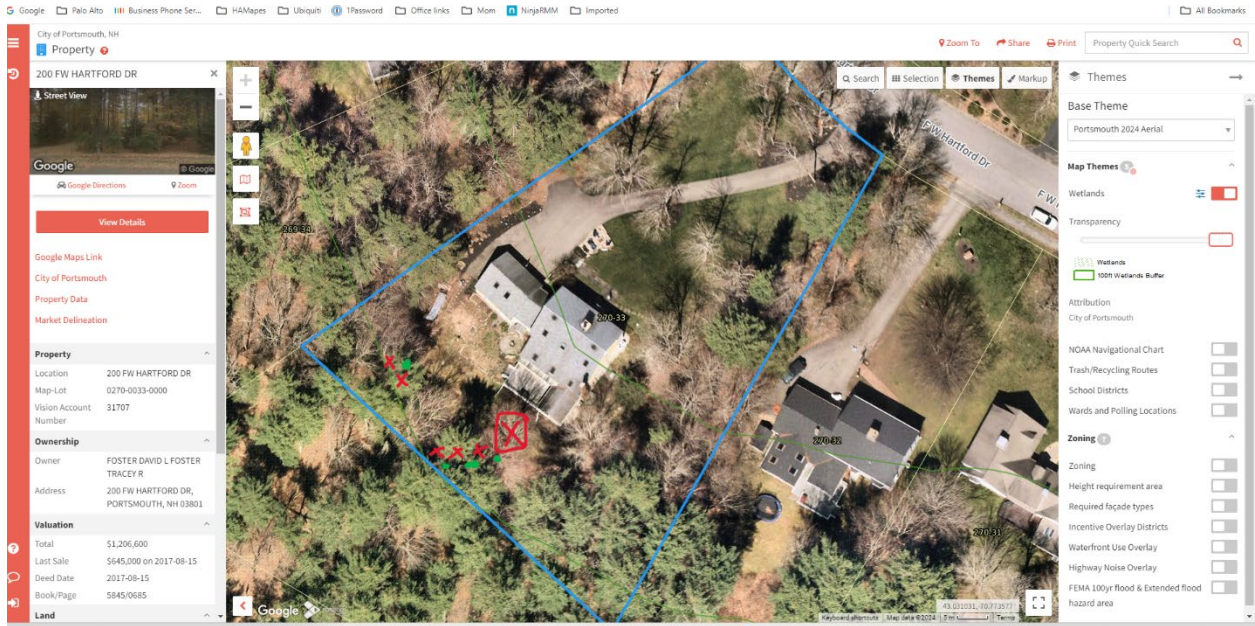 Google Palo Alto Business Phone Ser... HAMapes Ubiquiti 1Password Office links Mom NinjaRMM Imported All Bookmarks
City of Portsmouth, NH
Property
Zoom To Share Print Property Quick Search
200 FW HARTFORD DR
Street View
Google
© Google
Google Directions Zoom
View Details
Google Maps Link
City of Portsmouth
Property Data
Market Delineation
Property
Location 200 FW HARTFORD DR
Map-Lot 0270-0033-0000
Vision Account Number 31707
Ownership
Owner FOSTER DAVID L FOSTER TRACEY R
Address 200 FW HARTFORD DR, PORTSMOUTH, NH 03801
Valuation
Total $1,206,600
Last Sale $645,000 on 2017-08-15
Deed Date 2017-08-15
Book/Page 5845/0685
Land
Search Selection Themes Markup
F W Hartford Dr
F W
269-34
270-33
270-32
270-31
Google
43.031031, -70.773577
Keyboard shortcuts Map data ©2024 Terms
Themes
Base Theme
Portsmouth 2024 Aerial
Map Themes
Wetlands
Transparency
Wetlands
100ft Wetlands Buffer
Attribution
City of Portsmouth
NOAA Navigational Chart
Trash/Recycling Routes
School Districts
Wards and Polling Locations
Zoning
Zoning
Height requirement area
Required façade types
Incentive Overlay Districts
Waterfront Use Overlay
Highway Noise Overlay
FEMA 100yr flood & Extended flood
hazard area